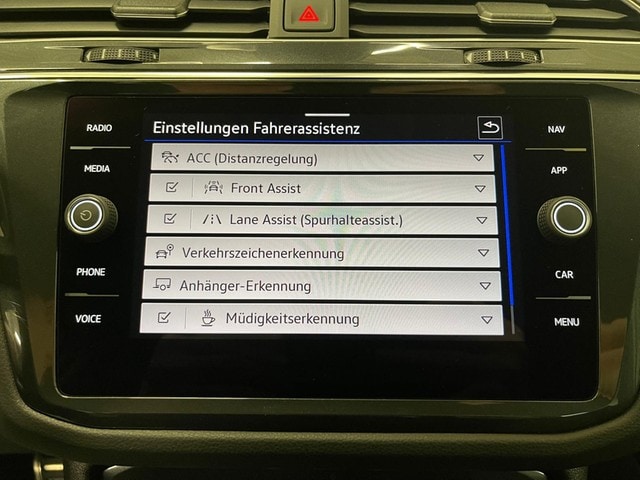 Einstellungen Fahrerassistenz
ACC (Distanzregelung)
Front Assist
Lane Assist (Spurhalteassist.)
Verkehrszeichenerkennung
Anhänger-Erkennung
Müdigkeitserkennung
RADIO
MEDIA
PHONE
VOICE
NAV
APP
CAR
MENU